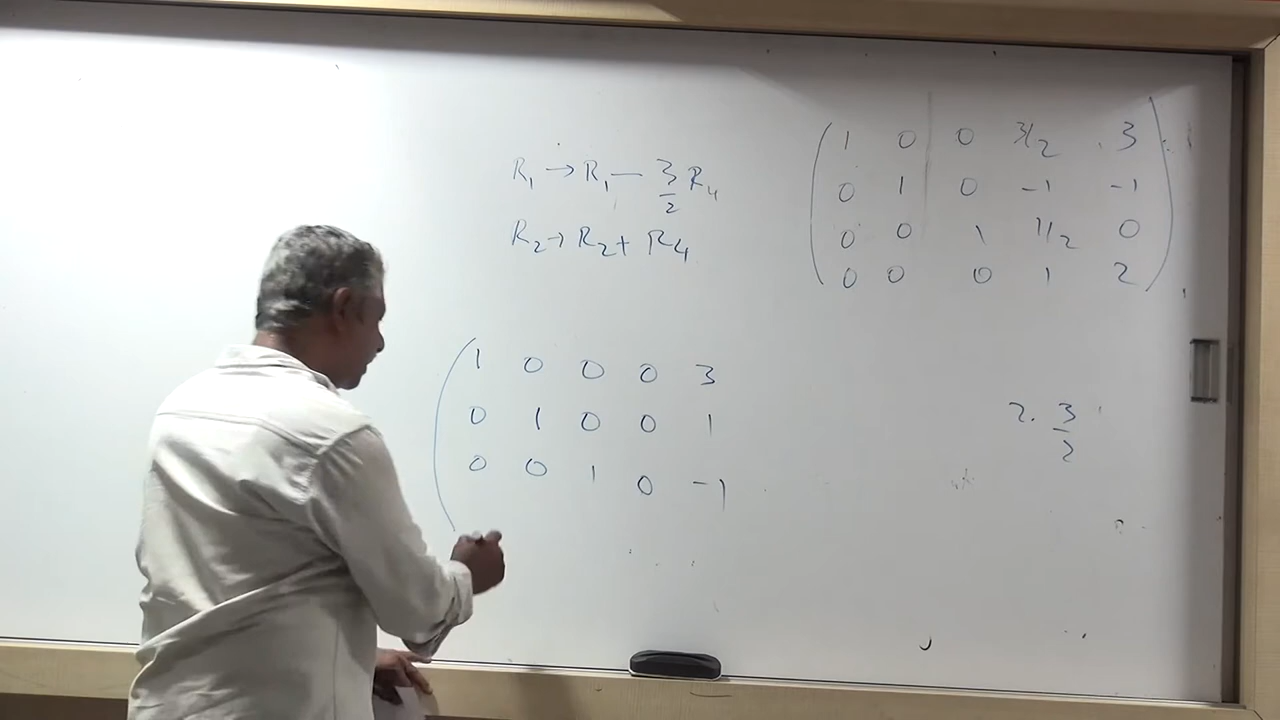 R₁ → R₁ — 3/2 R₄
R₂ → R₂ + R₄
1 0 0 3/2 3
0 1 0 -1 -1
0 0 1 1/2 0
0 0 0 1 2
1 0 0 0 3
0 1 0 0 1
0 0 1 0 -1
2. 3/2